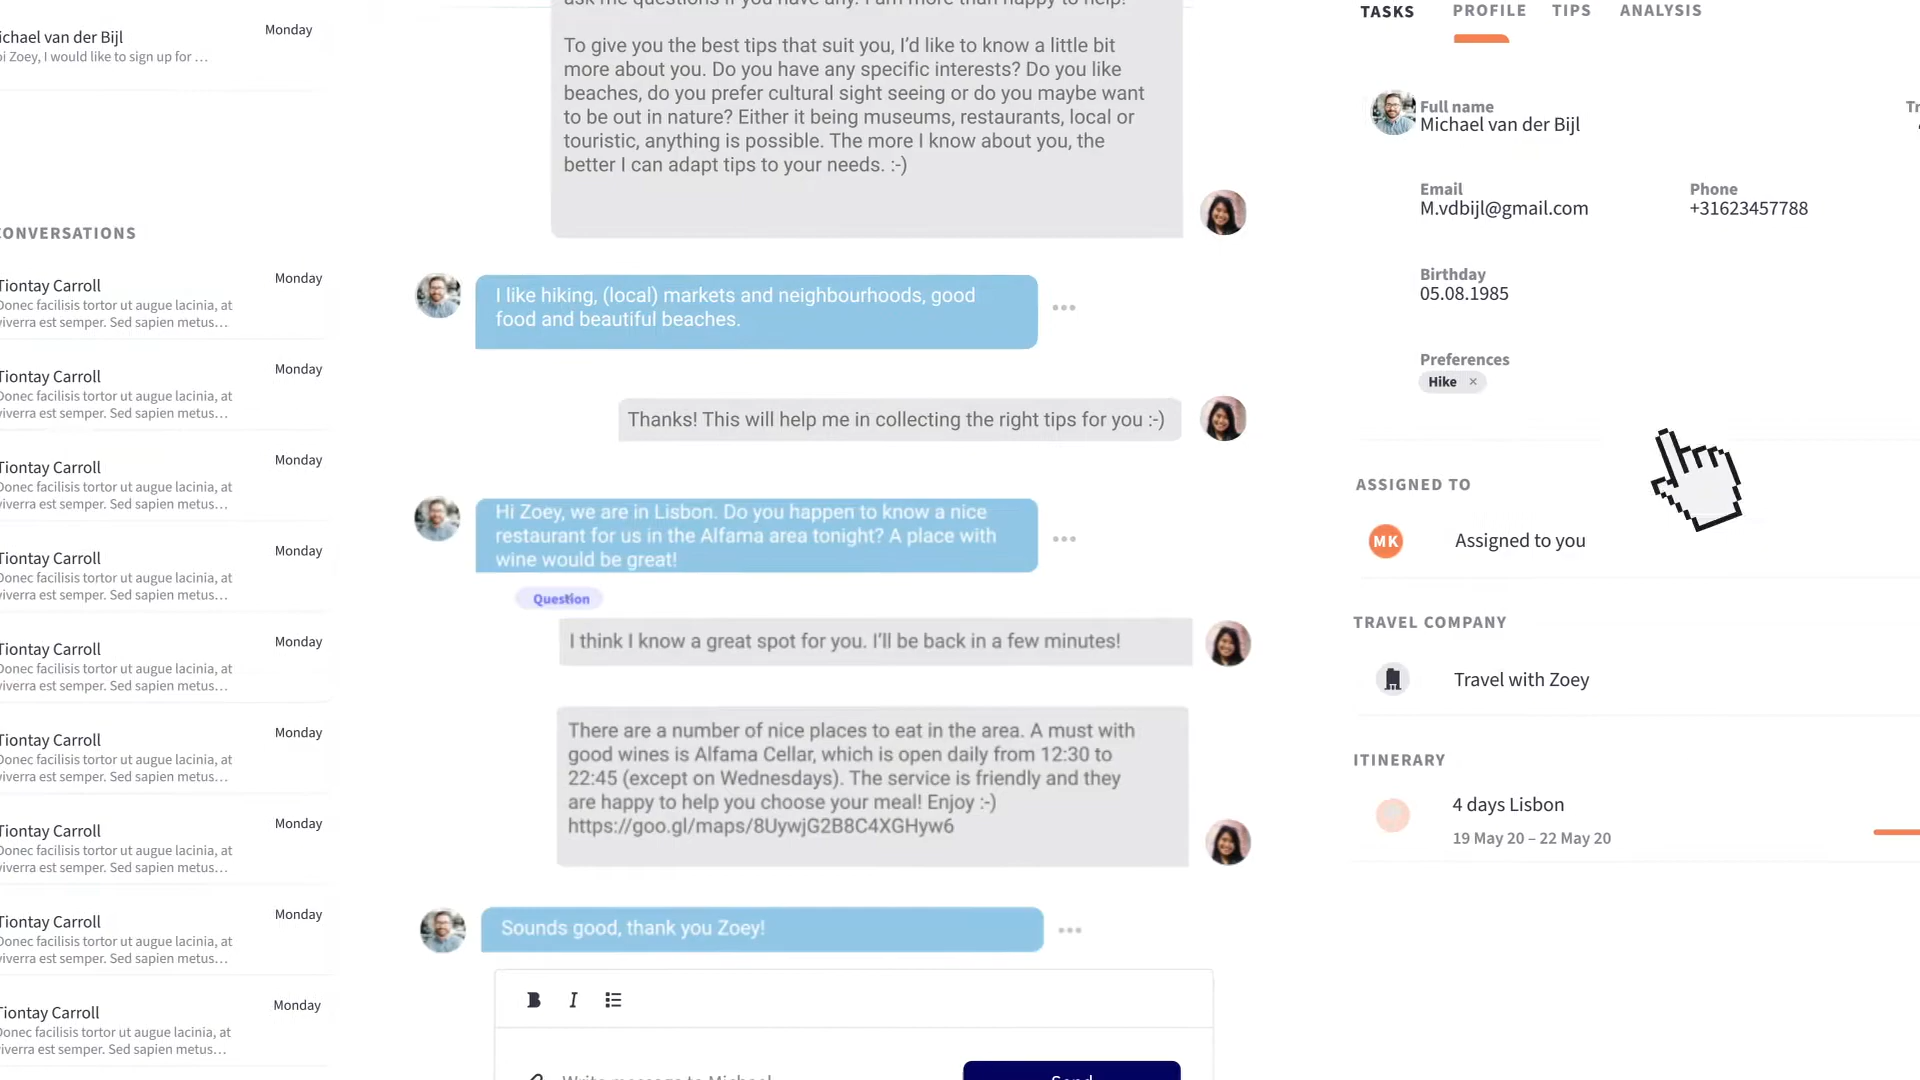 ichael van der Bijl
Monday
i Zoey, I would like to sign up for ...
CONVERSATIONS
Tiontay Carroll
Monday
Donec facilisis tortor ut augue lacinia, at
viverra est semper. Sed sapien metus...
Tiontay Carroll
Monday
Donec facilisis tortor ut augue lacinia, at
viverra est semper. Sed sapien metus...
Tiontay Carroll
Monday
Donec facilisis tortor ut augue lacinia, at
viverra est semper. Sed sapien metus...
Tiontay Carroll
Monday
Donec facilisis tortor ut augue lacinia, at
viverra est semper. Sed sapien metus...
Tiontay Carroll
Monday
Donec facilisis tortor ut augue lacinia, at
viverra est semper. Sed sapien metus...
Tiontay Carroll
Monday
Donec facilisis tortor ut augue lacinia, at
viverra est semper. Sed sapien metus...
Tiontay Carroll
Monday
Donec facilisis tortor ut augue lacinia, at
viverra est semper. Sed sapien metus...
Tiontay Carroll
Monday
Donec facilisis tortor ut augue lacinia, at
viverra est semper. Sed sapien metus...
Tiontay Carroll
Monday
Donec facilisis tortor ut augue lacinia, at
viverra est semper. Sed sapien metus...
ask me questions if you have any. I am more than happy to help!
To give you the best tips that suit you, I'd like to know a little bit
more about you. Do you have any specific interests? Do you like
beaches, do you prefer cultural sight seeing or do you maybe want
to be out in nature? Either it being museums, restaurants, local or
touristic, anything is possible. The more I know about you, the
better I can adapt tips to your needs. :-)
I like hiking, (local) markets and neighbourhoods, good
food and beautiful beaches.
Thanks! This will help me in collecting the right tips for you :-)
Hi Zoey, we are in Lisbon. Do you happen to know a nice
restaurant for us in the Alfama area tonight? A place with
wine would be great!
Question
I think I know a great spot for you. I'll be back in a few minutes!
There are a number of nice places to eat in the area. A must with
good wines is Alfama Cellar, which is open daily from 12:30 to
22:45 (except on Wednesdays). The service is friendly and they
are happy to help you choose your meal! Enjoy :-)
https://goo.gl/maps/8UywjG2B8C4XGHyw6
Sounds good, thank you Zoey!
B I
Write message to Michael
Send
TASKS PROFILE TIPS ANALYSIS
Full name
Michael van der Bijl
Email
M.vdbijl@gmail.com
Phone
+31623457788
Birthday
05.08.1985
Preferences
Hike ×
ASSIGNED TO
MK Assigned to you
TRAVEL COMPANY
Travel with Zoey
ITINERARY
4 days Lisbon
19 May 20 – 22 May 20